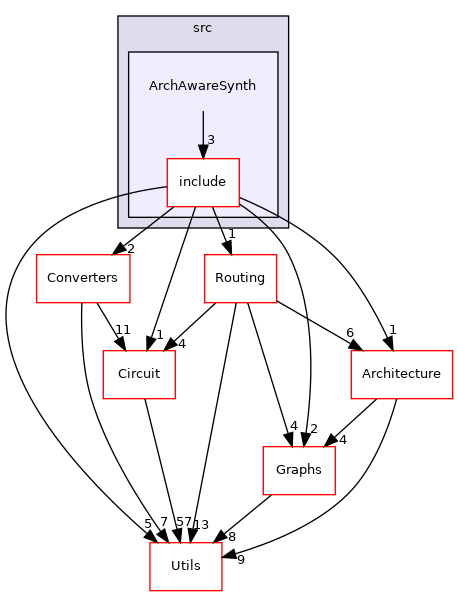 src
ArchAwareSynth
3
include
2
1
Converters
Routing
11
1
4
6
1
Circuit
Architecture
4
2
4
Graphs
5
7
57
13
8
9
Utils